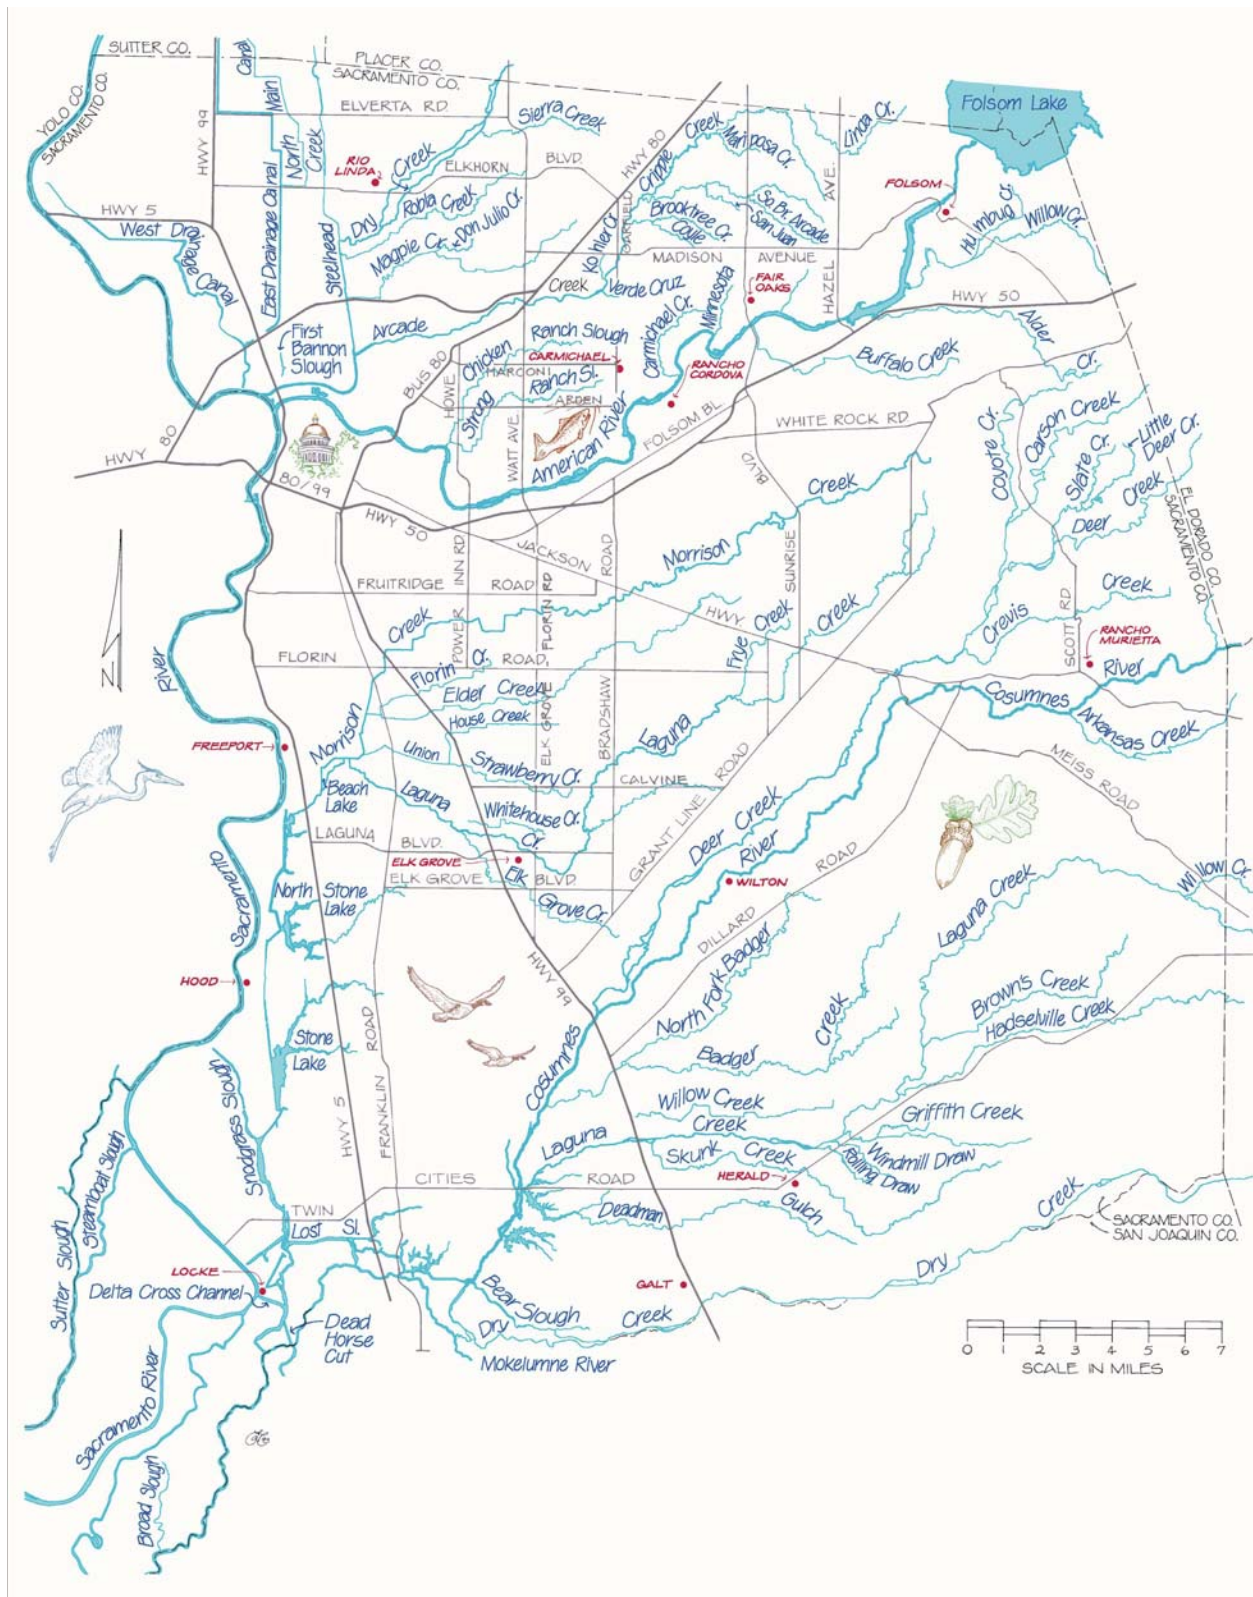 SUTTER CO.
PLACER CO.
SACRAMENTO CO.
YOLO CO.
SACRAMENTO CO.
Canal
Main
North
Creek
HWY 99
ELVERTA RD
Sierra Creek
Folsom Lake
Linda Cr.
Creek
Mariposa Cr.
Cripple
HWY 80
RIO
LINDA
Creek
ELKHORN
BLVD.
AVE.
FOLSOM
HWY 5
West Drainage
Canal
East Drainage Canal
Steelhead
Dry
Robla Creek
Magpie Cr.
Don Julio Cr.
Kohler Cr.
GARFIELD
Brooktree Cr.
Coyle
So. Br. Arcade
San Juan
Humbug Cr.
Willow Cr.
MADISON
AVENUE
HAZEL
Creek
Verde Cruz
FAIR
OAKS
HWY 50
First
Bannon
Slough
Arcade
Ranch Slough
Chicken
CARMICHAEL
Carmichael Cr.
Minnesota
Alder
Cr.
Buffalo Creek
BUS 80
HOWE
MARCONI
Ranch Sl.
Strong
ARDEN
RANCHO
CORDOVA
WATT AVE.
American River
FOLSOM BL.
WHITE ROCK RD
BLVD
Coyote Cr.
Carson Creek
Slate Cr.
Little
Deer Cr.
HWY 80
80/99
HWY 50
Creek
Creek
Deer
EL DORADO CO.
SACRAMENTO CO.
JACKSON
ROAD
Morrison
SUNRISE
INN RD
FRUITRIDGE
ROAD
FLORIN RD
HWY
Creek
Creek
Creek
Crevis
SCOTT RD
RANCHO
MURIETTA
N
River
Creek
POWER
FLORIN
Cr.
ROAD
Florin
Frye
River
Elder Creek
House Creek
Cosumnes
Arkansas Creek
FREEPORT
Morrison
ELK GROVE
BRADSHAW
Laguna
Union
Strawberry Cr.
CALVINE
ROAD
MEISS ROAD
Beach
Lake
Laguna
Whitehouse Cr.
GRANT LINE
Deer Creek
River
LAGUNA
BLVD.
Cr.
ROAD
ELK GROVE
ELK GROVE
Elk
BLVD.
WILTON
Willow Cr.
Sacramento
North Stone
Lake
Grove Cr.
DILLARD
Laguna Creek
HOOD
HWY 99
North Fork Badger
Brown's Creek
Hadselville Creek
Creek
ROAD
Stone
Lake
Cosumnes
Badger
Snodgrass Slough
FRANKLIN
HWY 5
Willow Creek
Griffith Creek
Creek
Laguna
Skunk Creek
Windmill Draw
Rolling Draw
Steamboat Slough
CITIES
ROAD
HERALD
Gulch
TWIN
Deadman
Creek
SACRAMENTO CO.
SAN JOAQUIN CO.
Lost Sl.
Sutter Slough
LOCKE
Delta Cross Channel
Bear Slough
GALT
Dry
Creek
Dry
Dead
Horse
Cut
Mokelumne River
0 1 2 3 4 5 6 7
SCALE IN MILES
Sacramento River
Broad Slough